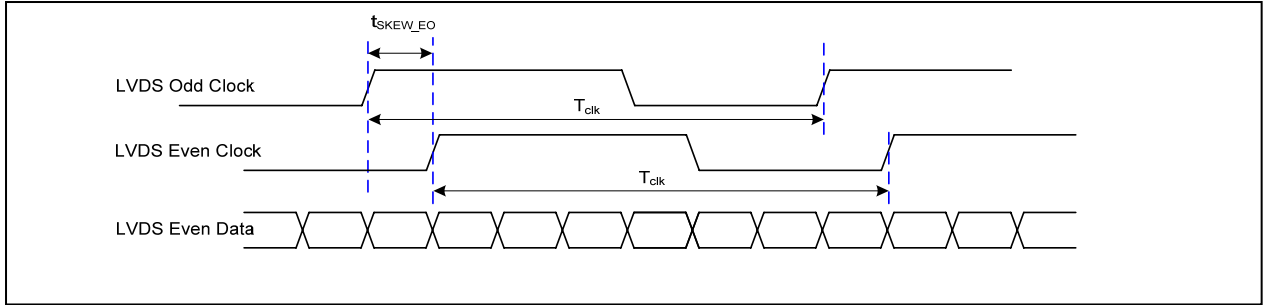 tSKEW_EO
LVDS Odd Clock
Tclk
LVDS Even Clock
Tclk
LVDS Even Data